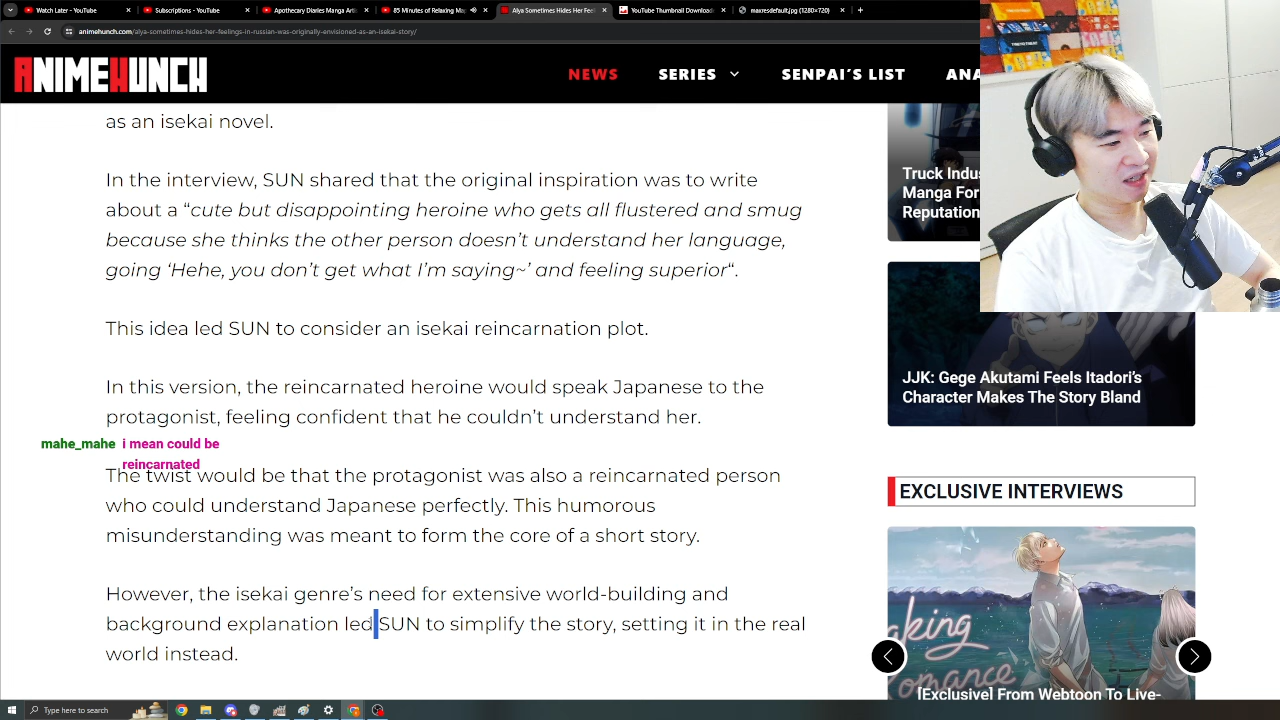 Watch Later - YouTube
Subscriptions - YouTube
Apothecary Diaries Manga Artis
85 Minutes of Relaxing Ma
Alya Sometimes Hides Her Feel
YouTube Thumbnail Download
maxresdefault.jpg (1280×720)
animehunch.com/alya-sometimes-hides-her-feelings-in-russian-was-originally-envisioned-as-an-isekai-story/
ANIMEHUNCH
NEWS
SERIES
SENPAI'S LIST
ANA
as an isekai novel.
In the interview, SUN shared that the original inspiration was to write
about a “cute but disappointing heroine who gets all flustered and smug
because she thinks the other person doesn’t understand her language,
going ‘Hehe, you don’t get what I’m saying~’ and feeling superior“.
This idea led SUN to consider an isekai reincarnation plot.
In this version, the reincarnated heroine would speak Japanese to the
protagonist, feeling confident that he couldn’t understand her.
mahe_mahe i mean could be
reincarnated
The twist would be that the protagonist was also a reincarnated person
who could understand Japanese perfectly. This humorous
misunderstanding was meant to form the core of a short story.
However, the isekai genre’s need for extensive world-building and
background explanation led SUN to simplify the story, setting it in the real
world instead.
Truck Indus
Manga For
Reputation
JJK: Gege Akutami Feels Itadori’s
Character Makes The Story Bland
EXCLUSIVE INTERVIEWS
aking
omance
[Exclusive] From Webtoon To Live-
Type here to search